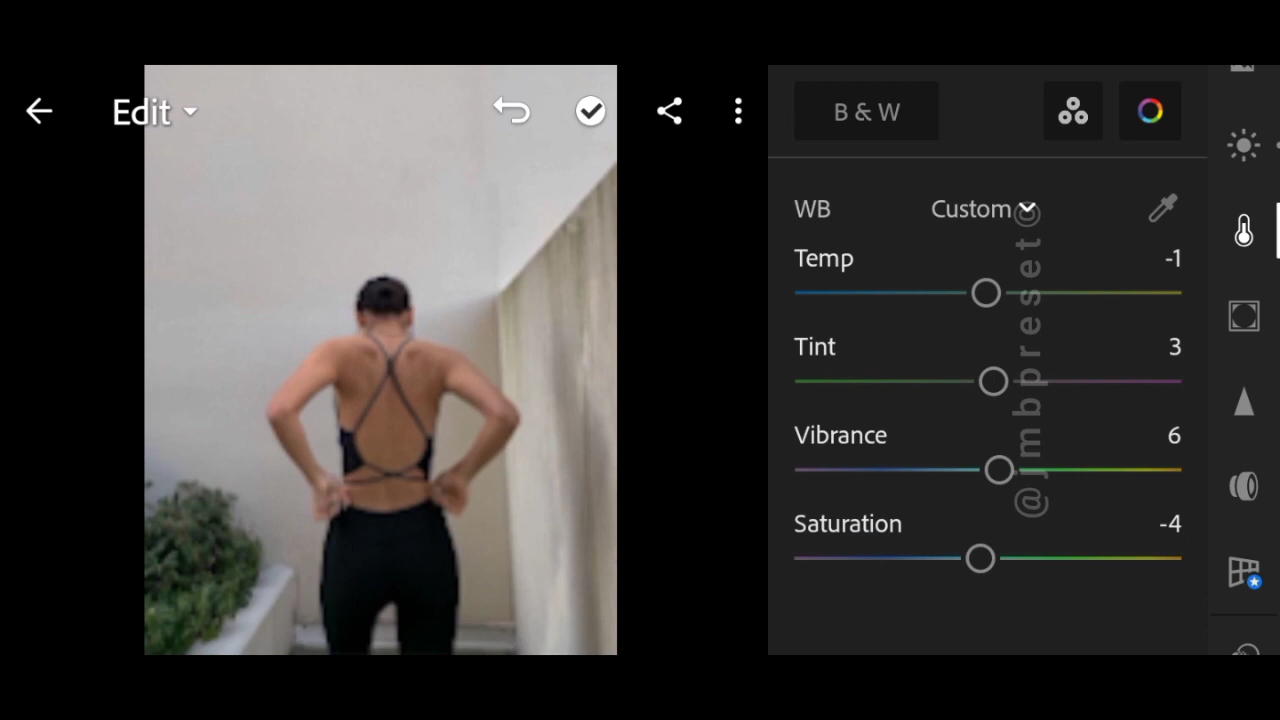 Edit
B & W
WB Custom
Temp -1
Tint 3
Vibrance 6
Saturation -4
@jmbpreset@